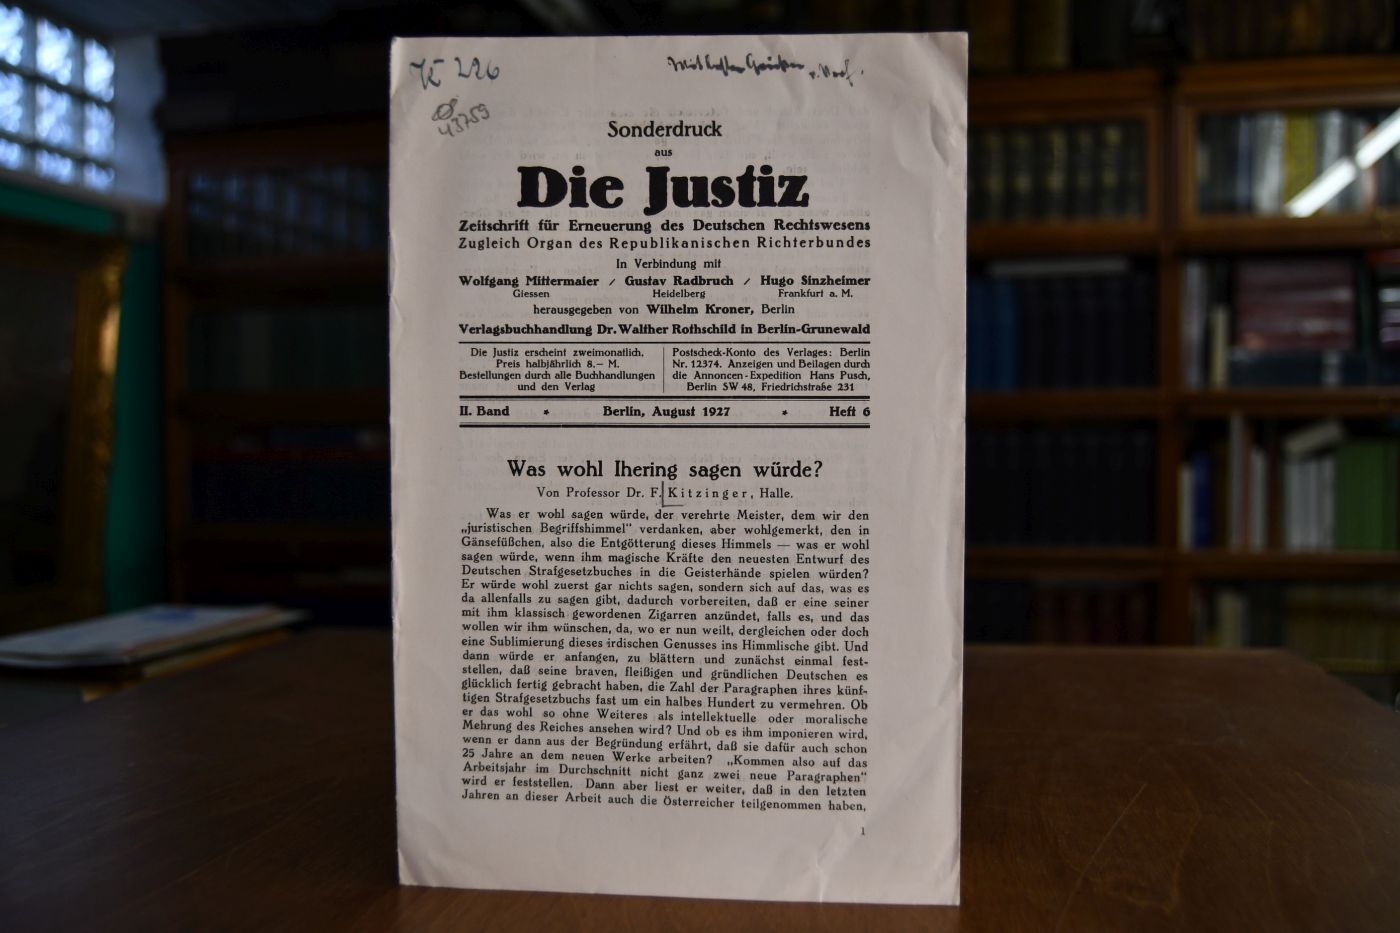 K 226
43759
Mit besten Grüßen v. Verf.
Sonderdruck
aus
Die Justiz
Zeitschrift für Erneuerung des Deutschen Rechtswesens
Zugleich Organ des Republikanischen Richterbundes
In Verbindung mit
Wolfgang Mittermaier / Gustav Radbruch / Hugo Sinzheimer
Giessen Heidelberg Frankfurt a. M.
herausgegeben von Wilhelm Kroner, Berlin
Verlagsbuchhandlung Dr. Walther Rothschild in Berlin-Grunewald
Die Justiz erscheint zweimonatlich.
Preis halbjährlich 8.– M.
Bestellungen durch alle Buchhandlungen
und den Verlag
Postscheck-Konto des Verlages: Berlin
Nr. 12374. Anzeigen und Beilagen durch
die Annoncen-Expedition Hans Pusch,
Berlin SW 48, Friedrichstraße 231
II. Band * Berlin, August 1927 * Heft 6
Was wohl Ihering sagen würde?
Von Professor Dr. F. Kitzinger, Halle.
Was er wohl sagen würde, der verehrte Meister, dem wir den
„juristischen Begriffshimmel" verdanken, aber wohlgemerkt, den in
Gänsefüßchen, also die Entgötterung dieses Himmels — was er wohl
sagen würde, wenn ihm magische Kräfte den neuesten Entwurf des
Deutschen Strafgesetzbuches in die Geisterhände spielen würden?
Er würde wohl zuerst gar nichts sagen, sondern sich auf das, was es
da allenfalls zu sagen gibt, dadurch vorbereiten, daß er eine seiner
mit ihm klassisch gewordenen Zigarren anzündet, falls es, und das
wollen wir ihm wünschen, da, wo er nun weilt, dergleichen oder doch
eine Sublimierung dieses irdischen Genusses ins Himmlische gibt. Und
dann würde er anfangen, zu blättern und zunächst einmal fest-
stellen, daß seine braven, fleißigen und gründlichen Deutschen es
glücklich fertig gebracht haben, die Zahl der Paragraphen ihres künf-
tigen Strafgesetzbuchs fast um ein halbes Hundert zu vermehren. Ob
er das wohl so ohne Weiteres als intellektuelle oder moralische
Mehrung des Reiches ansehen wird? Und ob es ihm imponieren wird,
wenn er dann aus der Begründung erfährt, daß sie dafür auch schon
25 Jahre an dem neuen Werke arbeiten? „Kommen also auf das
Arbeitsjahr im Durchschnitt nicht ganz zwei neue Paragraphen"
wird er feststellen. Dann aber liest er weiter, daß in den letzten
Jahren an dieser Arbeit auch die Österreicher teilgenommen haben,
1